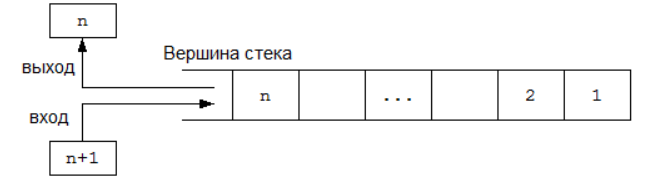 n
Вершина стека
выход
n ... 2 1
вход
n+1